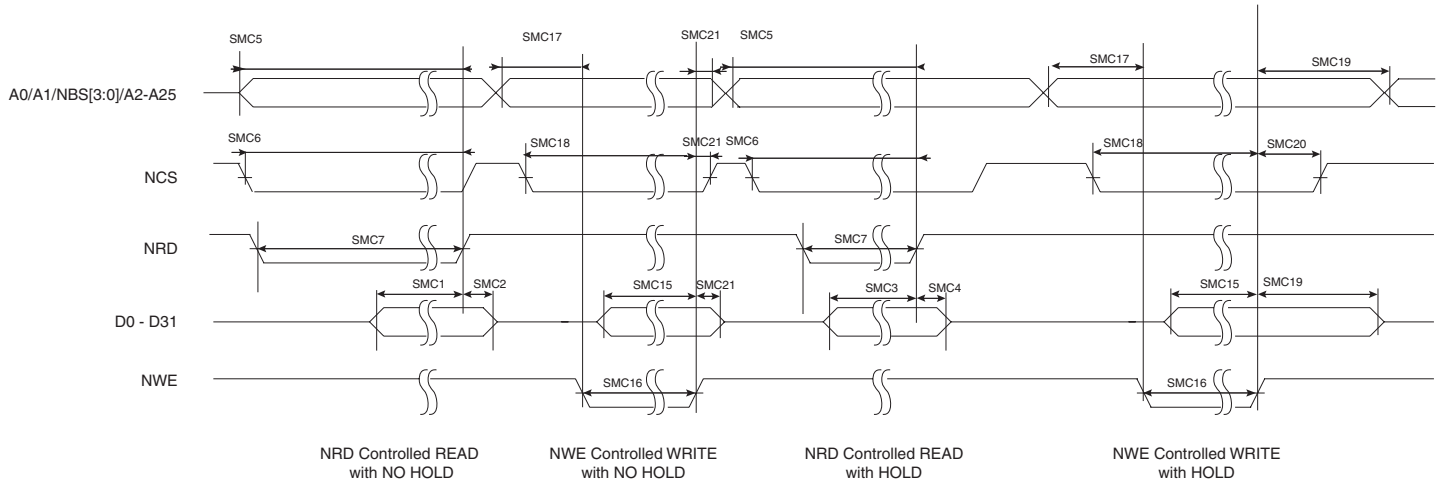 SMC5 SMC17 SMC21 SMC5 SMC17 SMC19
A0/A1/NBS[3:0]/A2-A25
SMC6 SMC18 SMC21 SMC6 SMC18 SMC20
NCS
SMC7 SMC7
NRD
SMC1 SMC2 SMC15 SMC21 SMC3 SMC4 SMC15 SMC19
D0 - D31
NWE
SMC16 SMC16
NRD Controlled READ
with NO HOLD
NWE Controlled WRITE
with NO HOLD
NRD Controlled READ
with HOLD
NWE Controlled WRITE
with HOLD